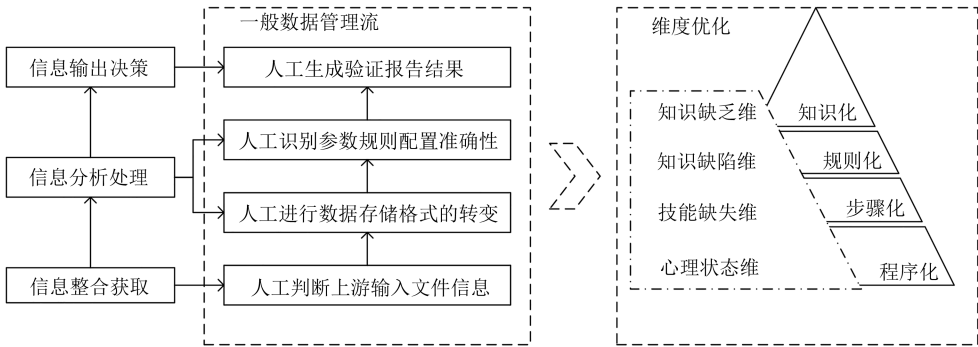 一般数据管理流
信息输出决策
人工生成验证报告结果
人工识别参数规则配置准确性
信息分析处理
人工进行数据存储格式的转变
信息整合获取
人工判断上游输入文件信息
维度优化
知识缺乏维
知识化
知识缺陷维
规则化
技能缺失维
步骤化
心理状态维
程序化